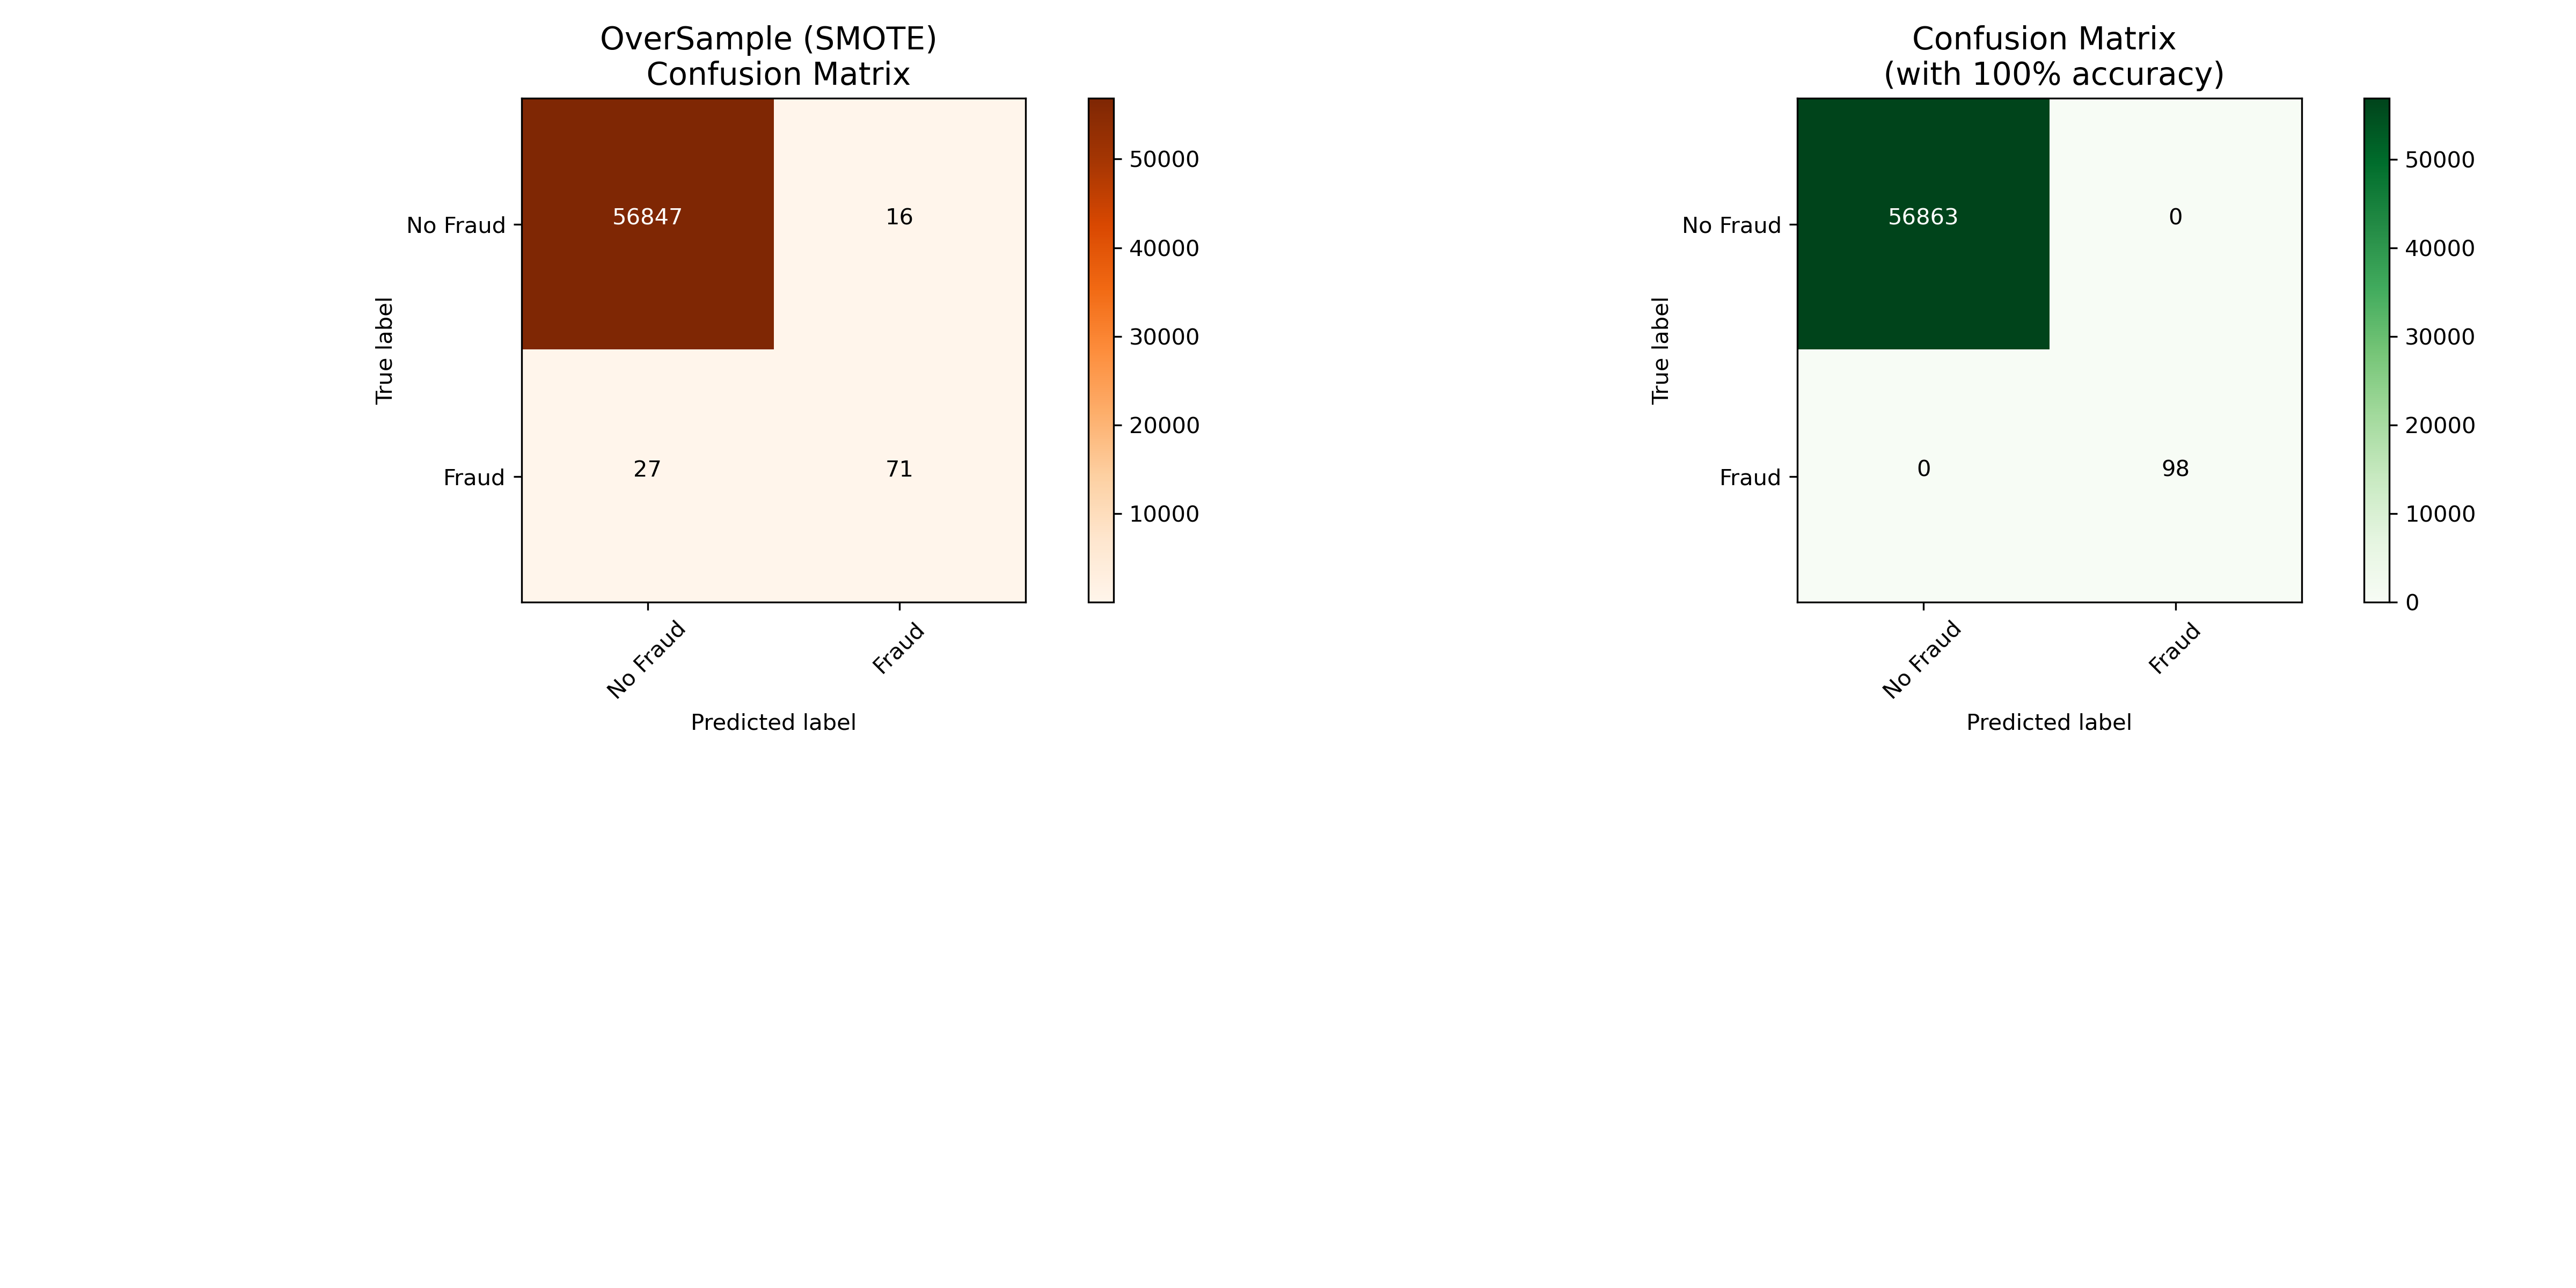 OverSample (SMOTE)
Confusion Matrix
56847
16
27
71
No Fraud
Fraud
True label
No Fraud
Fraud
Predicted label
50000
40000
30000
20000
10000
Confusion Matrix
(with 100% accuracy)
56863
0
0
98
No Fraud
Fraud
True label
No Fraud
Fraud
Predicted label
50000
40000
30000
20000
10000
0